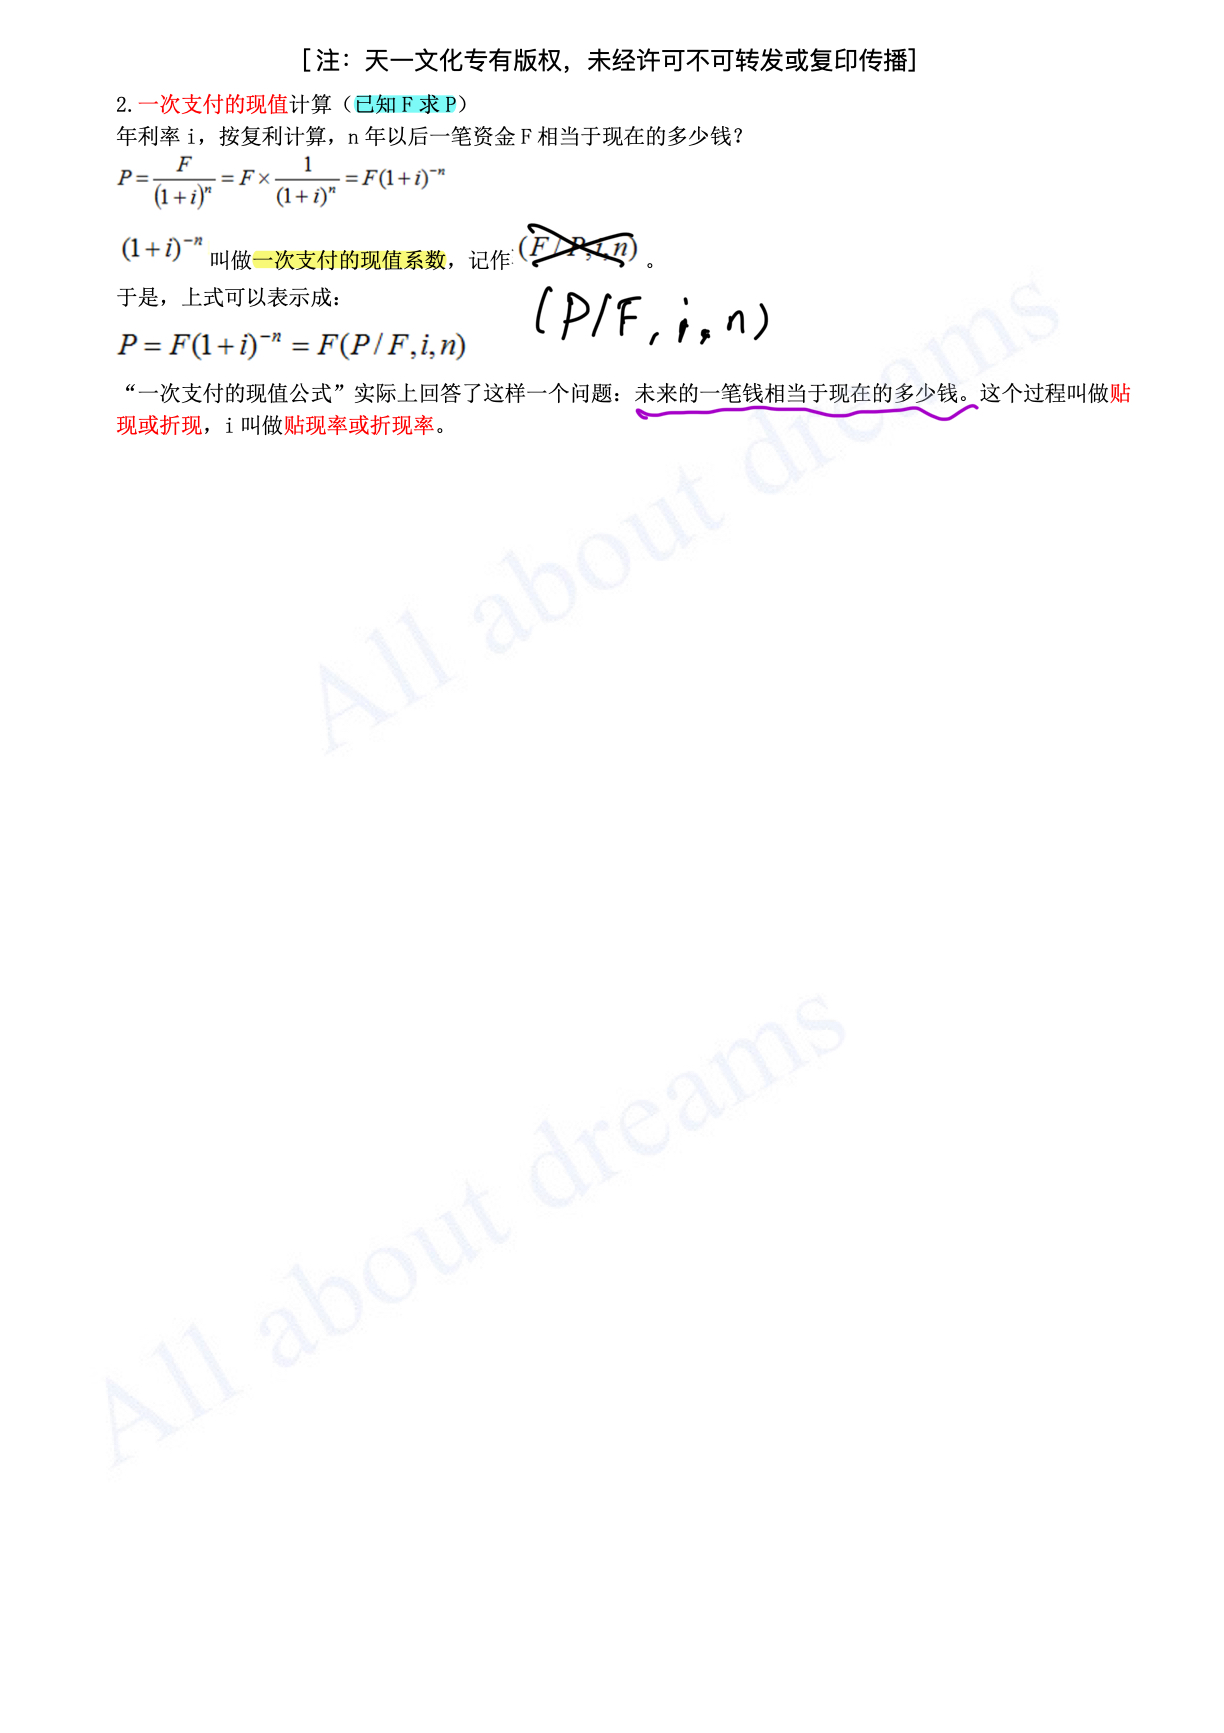 [注：天一文化专有版权，未经许可不可转发或复印传播]
2.一次支付的现值计算（已知 F 求 P）
年利率 i，按复利计算，n 年以后一笔资金 F 相当于现在的多少钱？
P = F/(1+i)^n = F × 1/(1+i)^n = F(1+i)^-n
(1+i)^-n 叫做一次支付的现值系数，记作 (F/P,i,n) 。
(P/F, i, n)
于是，上式可以表示成：
P = F(1+i)^-n = F(P/F,i,n)
“一次支付的现值公式”实际上回答了这样一个问题：未来的一笔钱相当于现在的多少钱。这个过程叫做贴
现或折现，i 叫做贴现率或折现率。
All about dreams
All about dreams